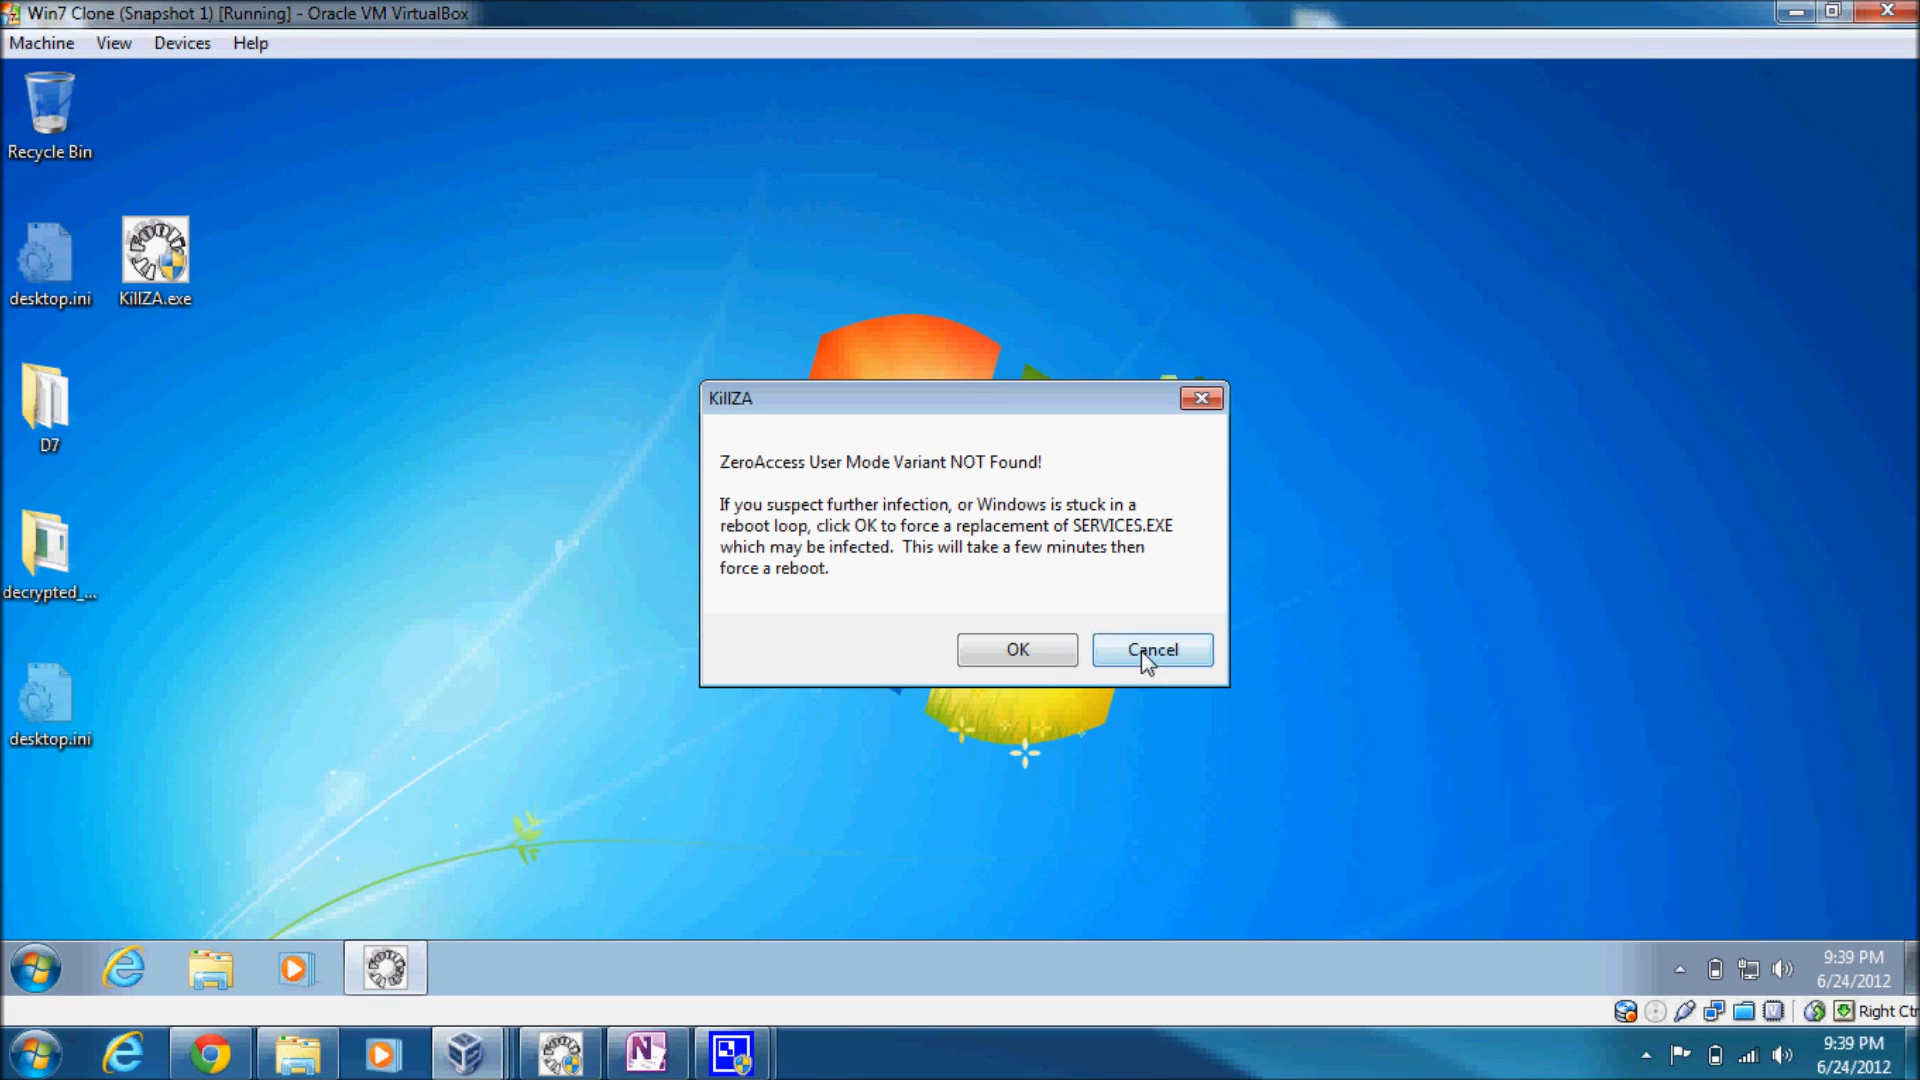 Win7 Clone (Snapshot 1) [Running] - Oracle VM VirtualBox
Machine View Devices Help
Recycle Bin
desktop.ini
KillZA.exe
D7
decrypted_...
desktop.ini
KillZA
ZeroAccess User Mode Variant NOT Found!
If you suspect further infection, or Windows is stuck in a
reboot loop, click OK to force a replacement of SERVICES.EXE
which may be infected. This will take a few minutes then
force a reboot.
OK Cancel
9:39 PM
6/24/2012
Right Ctr
9:39 PM
6/24/2012